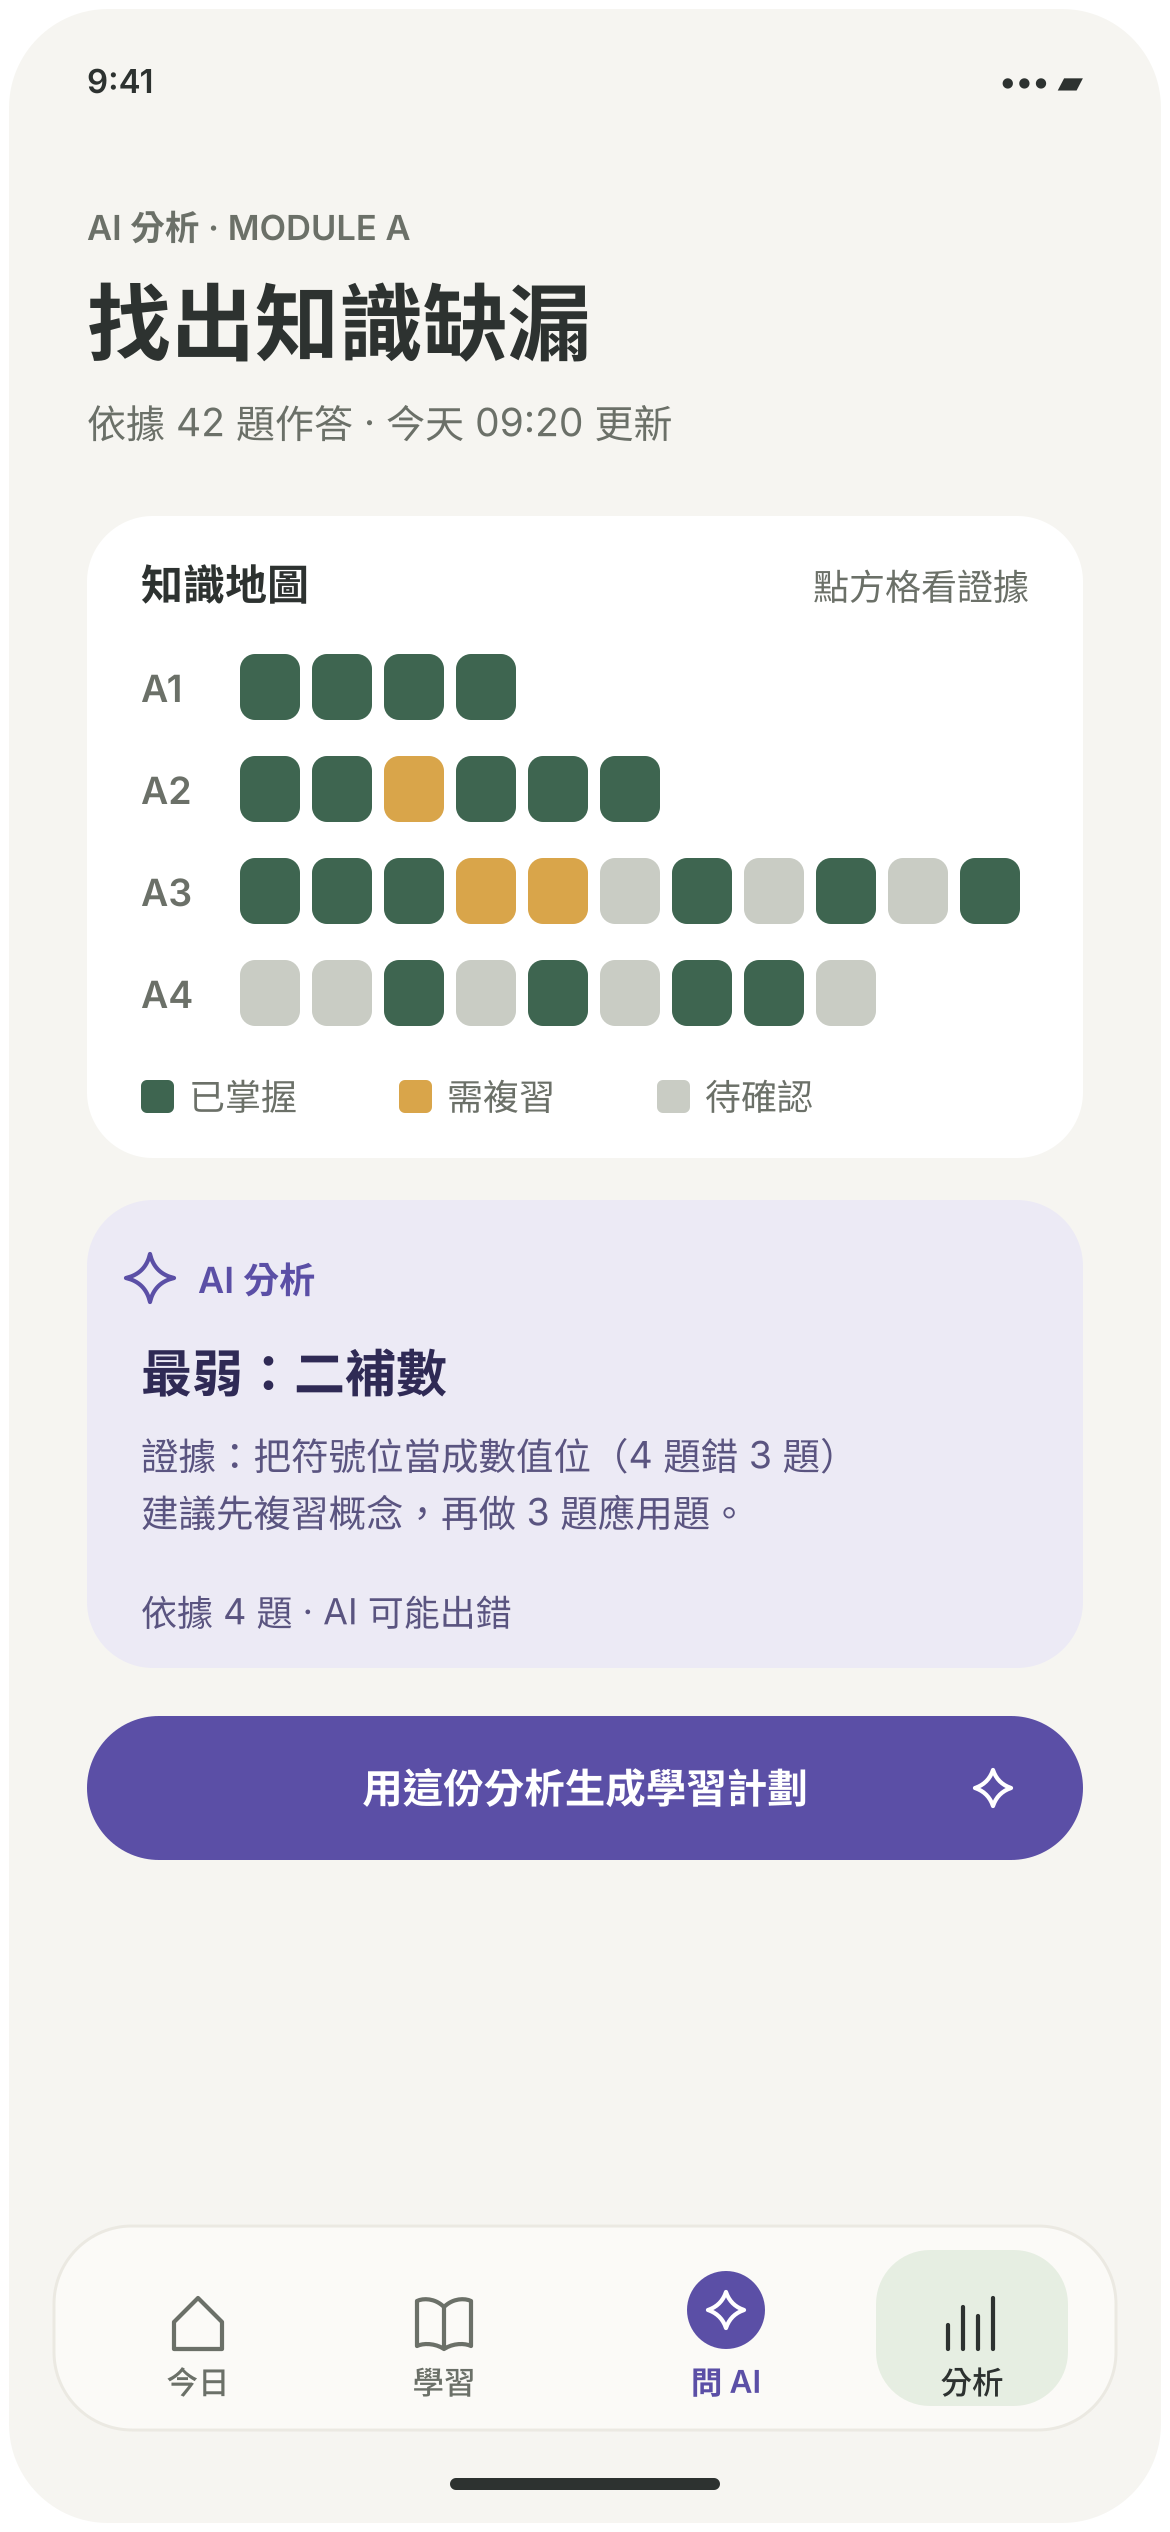 9:41
AI 分析 · MODULE A
找出知識缺漏
依據 42 題作答 · 今天 09:20 更新
知識地圖
點方格看證據
A1
A2
A3
A4
已掌握
需複習
待確認
AI 分析
最弱：二補數
證據：把符號位當成數值位（4 題錯 3 題）
建議先複習概念，再做 3 題應用題。
依據 4 題 · AI 可能出錯
用這份分析生成學習計劃
今日
學習
問 AI
分析